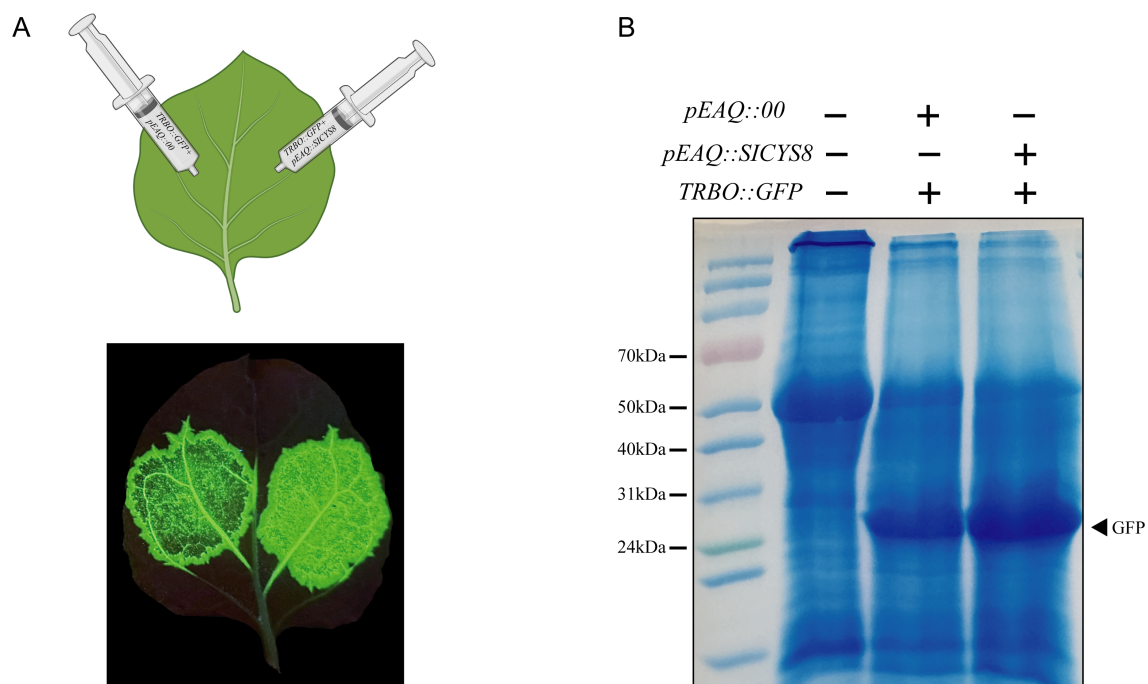 A
TRBO::GFP+
pEAQ::00
TRBO::GFP+
pEAQ::SlCYS8
B
pEAQ::00 – + –
pEAQ::SlCYS8 – – +
TRBO::GFP – + +
70kDa
50kDa
40kDa
31kDa
24kDa
GFP